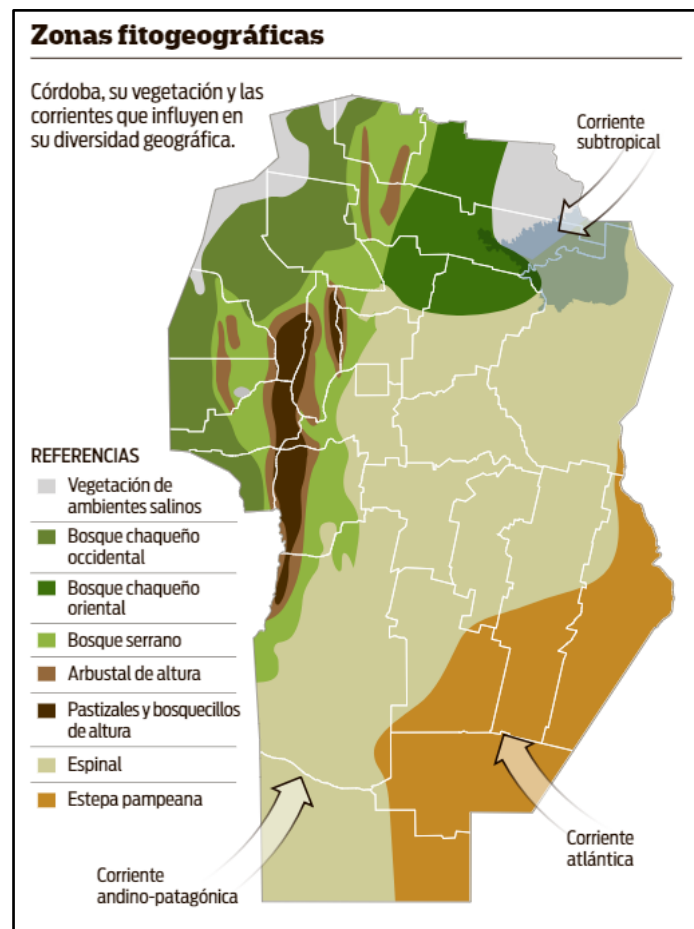 Zonas fitogeográficas
Córdoba, su vegetación y las
corrientes que influyen en
su diversidad geográfica.
Corriente
subtropical
REFERENCIAS
Vegetación de
ambientes salinos
Bosque chaqueño
occidental
Bosque chaqueño
oriental
Bosque serrano
Arbustal de altura
Pastizales y bosquecillos
de altura
Espinal
Estepa pampeana
Corriente
andino-patagónica
Corriente
atlántica